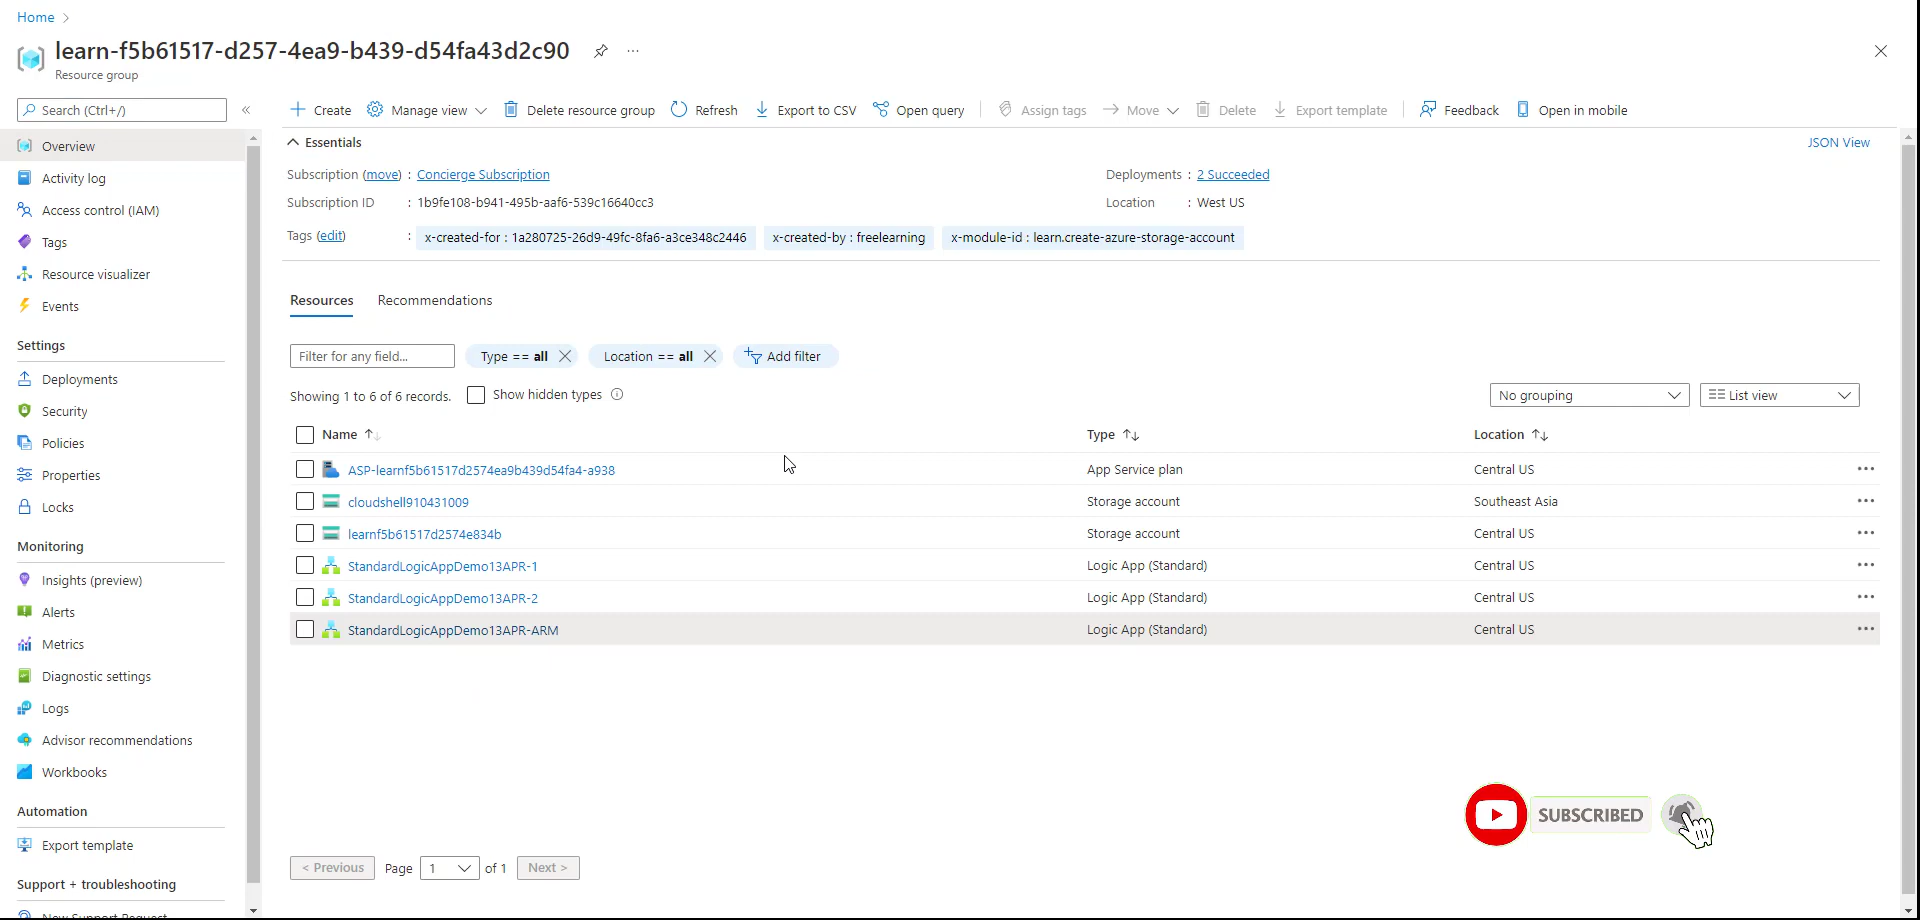 Home
learn-f5b61517-d257-4ea9-b439-d54fa43d2c90
Resource group
Search (Ctrl+/)
Create Manage view Delete resource group Refresh Export to CSV Open query Assign tags Move Delete Export template Feedback Open in mobile
Overview
Activity log
Access control (IAM)
Tags
Resource visualizer
Events
Settings
Deployments
Security
Policies
Properties
Locks
Monitoring
Insights (preview)
Alerts
Metrics
Diagnostic settings
Logs
Advisor recommendations
Workbooks
Automation
Export template
Support + troubleshooting
New Support Request
Essentials
JSON View
Subscription (move) : Concierge Subscription
Deployments : 2 Succeeded
Subscription ID : 1b9fe108-b941-495b-aaf6-539c16640cc3
Location : West US
Tags (edit) : x-created-for : 1a280725-26d9-49fc-8fa6-a3ce348c2446 x-created-by : freelearning x-module-id : learn.create-azure-storage-account
Resources Recommendations
Filter for any field... Type == all Location == all Add filter
Showing 1 to 6 of 6 records. Show hidden types No grouping List view
Name Type Location
ASP-learnf5b61517d2574ea9b439d54fa4-a938 App Service plan Central US
cloudshell910431009 Storage account Southeast Asia
learnf5b61517d2574e834b Storage account Central US
StandardLogicAppDemo13APR-1 Logic App (Standard) Central US
StandardLogicAppDemo13APR-2 Logic App (Standard) Central US
StandardLogicAppDemo13APR-ARM Logic App (Standard) Central US
SUBSCRIBED
< Previous Page 1 of 1 Next >